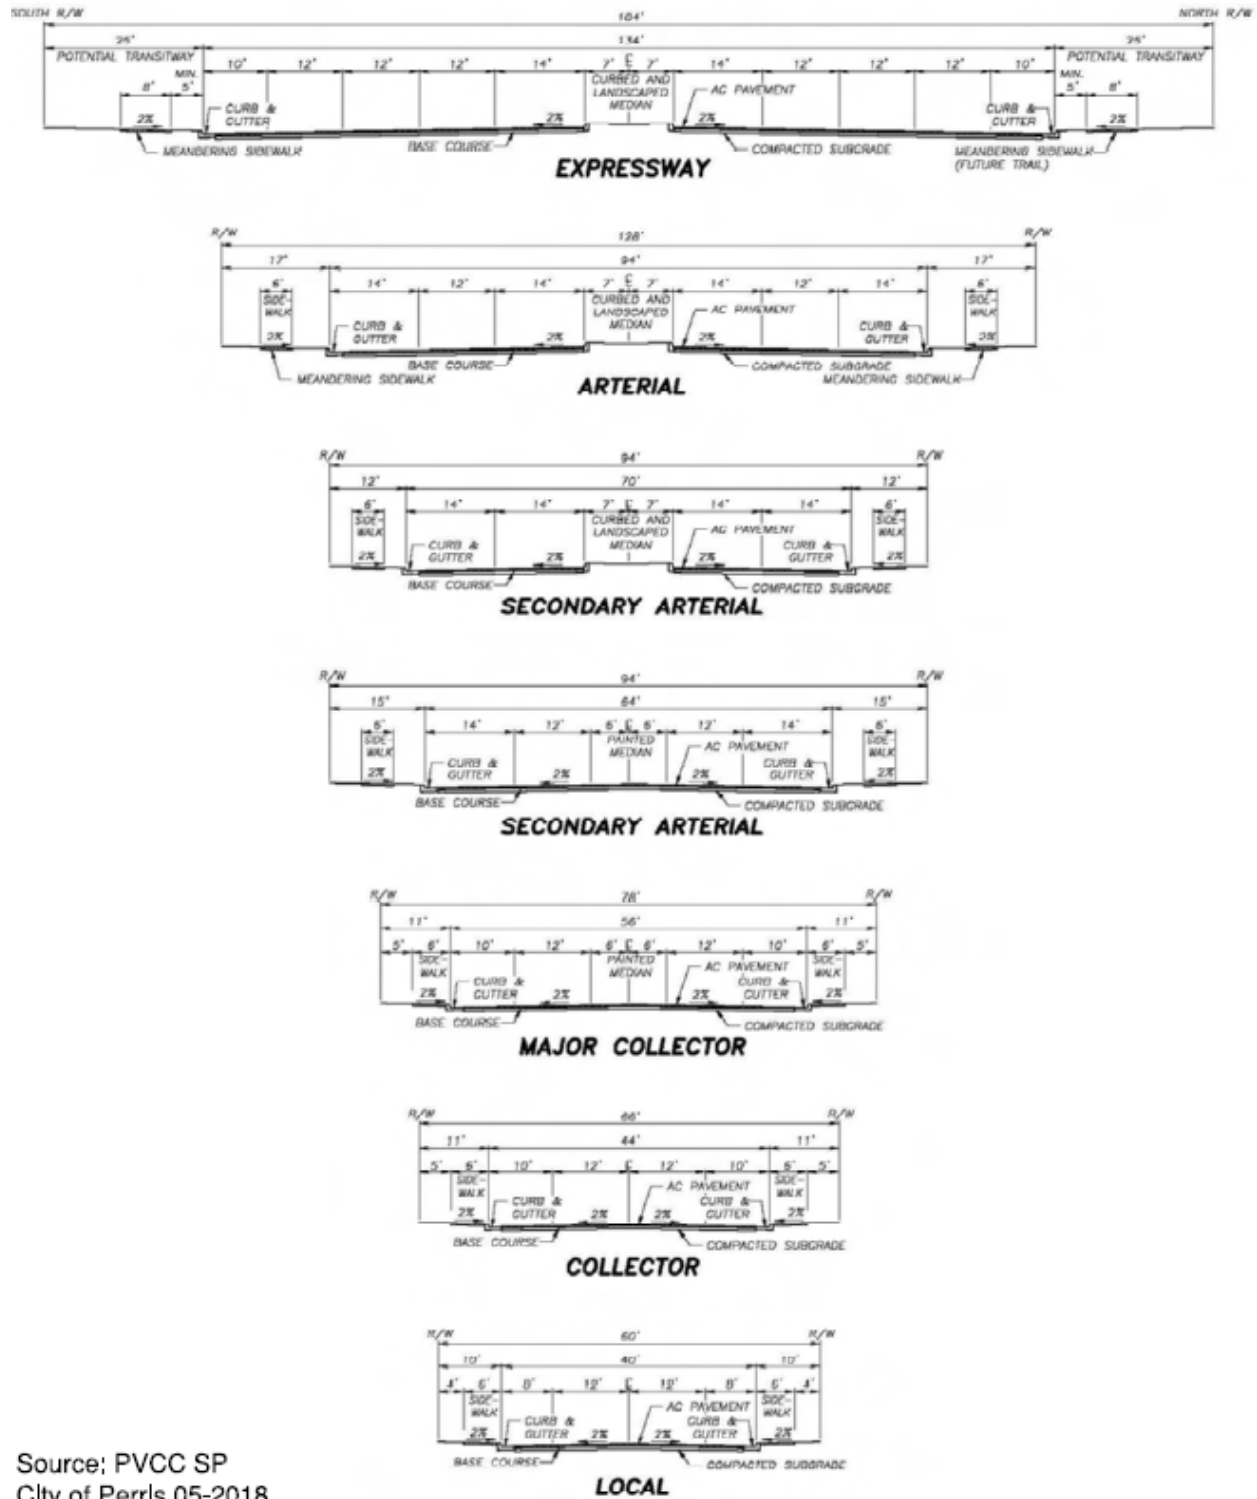 SOUTH R/W 184' NORTH R/W
134'
POTENTIAL TRANSITWAY POTENTIAL TRANSITWAY
10' 12' 12' 12' 14' 7' 7' 14' 12' 12' 12' 10'
MIN. MIN.
8' 5' 5' 8'
CURBED AND
LANDSCAPED
MEDIAN
AC PAVEMENT
CURB & CURB &
GUTTER GUTTER
2% 2% 2% 2%
MEANDERING SIDEWALK BASE COURSE COMPACTED SUBGRADE MEANDERING SIDEWALK
(FUTURE TRAIL)
EXPRESSWAY
R/W R/W
128'
17' 94' 17'
6' 14' 12' 14' 7' 7' 14' 12' 14' 6'
SIDE- CURBED AND SIDE-
WALK LANDSCAPED WALK
MEDIAN
AC PAVEMENT
CURB & CURB &
GUTTER GUTTER
2% 2% 2% 2%
BASE COURSE COMPACTED SUBGRADE
MEANDERING SIDEWALK MEANDERING SIDEWALK
ARTERIAL
R/W R/W
94'
12' 70' 12'
6' 14' 14' 7' 7' 14' 14' 6'
SIDE- CURBED AND SIDE-
WALK LANDSCAPED WALK
MEDIAN
AC PAVEMENT
CURB & CURB &
GUTTER GUTTER
2% 2% 2% 2%
BASE COURSE COMPACTED SUBGRADE
SECONDARY ARTERIAL
R/W R/W
94'
15' 64' 15'
6' 14' 12' 6' 6' 12' 14' 6'
SIDE- PAINTED SIDE-
WALK MEDIAN WALK
AC PAVEMENT
CURB & CURB &
GUTTER GUTTER
2% 2% 2% 2%
BASE COURSE COMPACTED SUBGRADE
SECONDARY ARTERIAL
R/W R/W
78'
11' 56' 11'
5' 6' 10' 12' 6' 6' 12' 10' 6' 5'
SIDE- PAINTED SIDE-
WALK MEDIAN WALK
AC PAVEMENT
CURB & CURB &
GUTTER GUTTER
2% 2% 2% 2%
BASE COURSE COMPACTED SUBGRADE
MAJOR COLLECTOR
R/W R/W
66'
11' 44' 11'
5' 6' 10' 12' 12' 10' 6' 5'
SIDE- SIDE-
WALK WALK
AC PAVEMENT
CURB & CURB &
GUTTER GUTTER
2% 2% 2% 2%
BASE COURSE COMPACTED SUBGRADE
COLLECTOR
R/W R/W
60'
10' 40' 10'
4' 6' 8' 12' 12' 8' 6' 4'
SIDE- SIDE-
WALK WALK
AC PAVEMENT
CURB & CURB &
GUTTER GUTTER
2% 2% 2% 2%
BASE COURSE COMPACTED SUBGRADE
LOCAL
Source: PVCC SP
City of Perris 05-2018